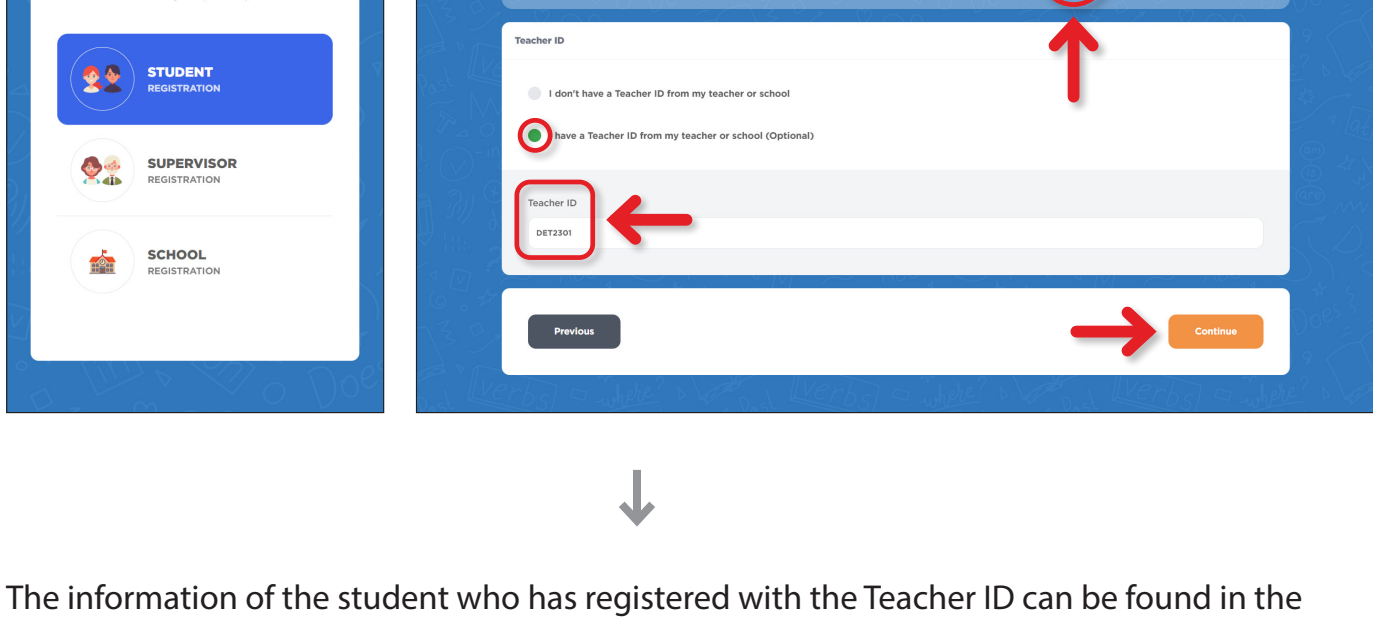 STUDENT
REGISTRATION
SUPERVISOR
REGISTRATION
SCHOOL
REGISTRATION
Teacher ID
I don't have a Teacher ID from my teacher or school
have a Teacher ID from my teacher or school (Optional)
Teacher ID
DET2301
Previous
Continue
The information of the student who has registered with the Teacher ID can be found in the